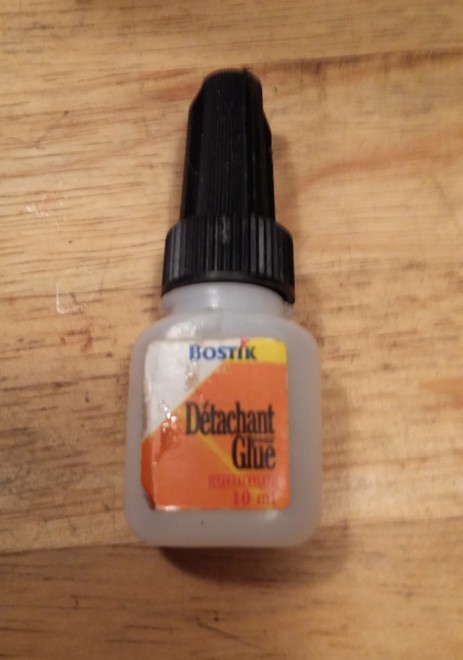 BOSTIK
Détachant
Glue
10 ml